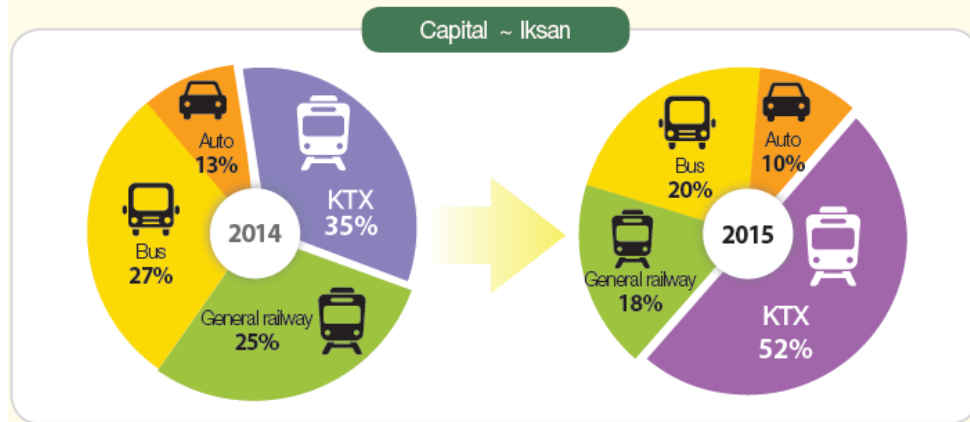 Capital ~ Iksan
Auto
13%
KTX
35%
Bus
27%
2014
General railway
25%
Auto
10%
Bus
20%
2015
General railway
18%
KTX
52%